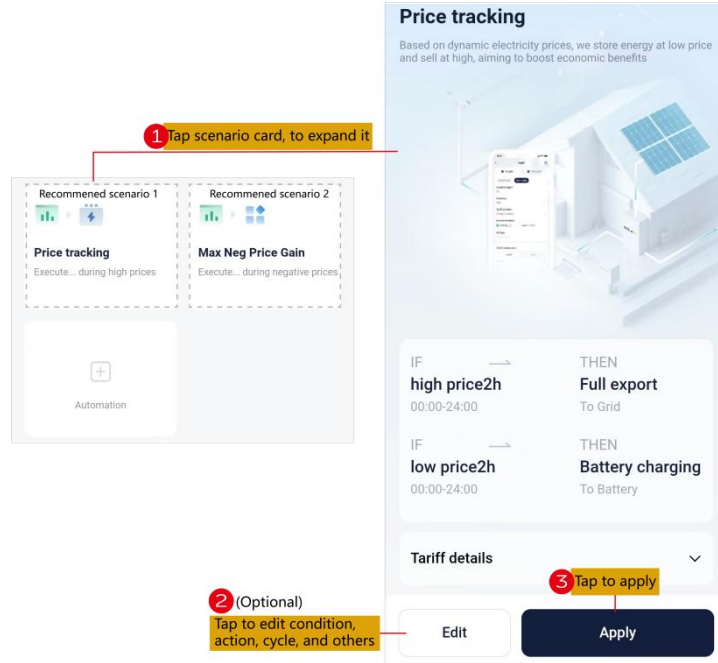 Price tracking
Based on dynamic electricity prices, we store energy at low price
and sell at high, aiming to boost economic benefits
1 Tap scenario card, to expand it
Recommened scenario 1
Recommened scenario 2
Price tracking
Execute... during high prices
Max Neg Price Gain
Execute... during negative prices
Automation
IF
THEN
high price2h
Full export
00:00-24:00
To Grid
IF
THEN
low price2h
Battery charging
00:00-24:00
To Battery
Tariff details
3 Tap to apply
2 (Optional)
Tap to edit condition,
action, cycle, and others
Edit
Apply